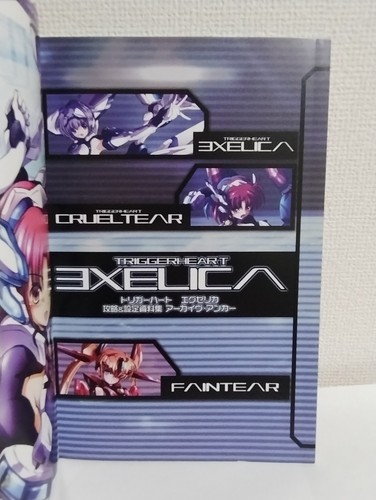 TRIGGERHEART
EXELICA
TRIGGERHEART
CRUELTEAR
TRIGGERHEART
EXELICA
トリガーハート エグゼリカ
攻略&設定資料集 アーカイヴ・アンカー
FAINTEAR